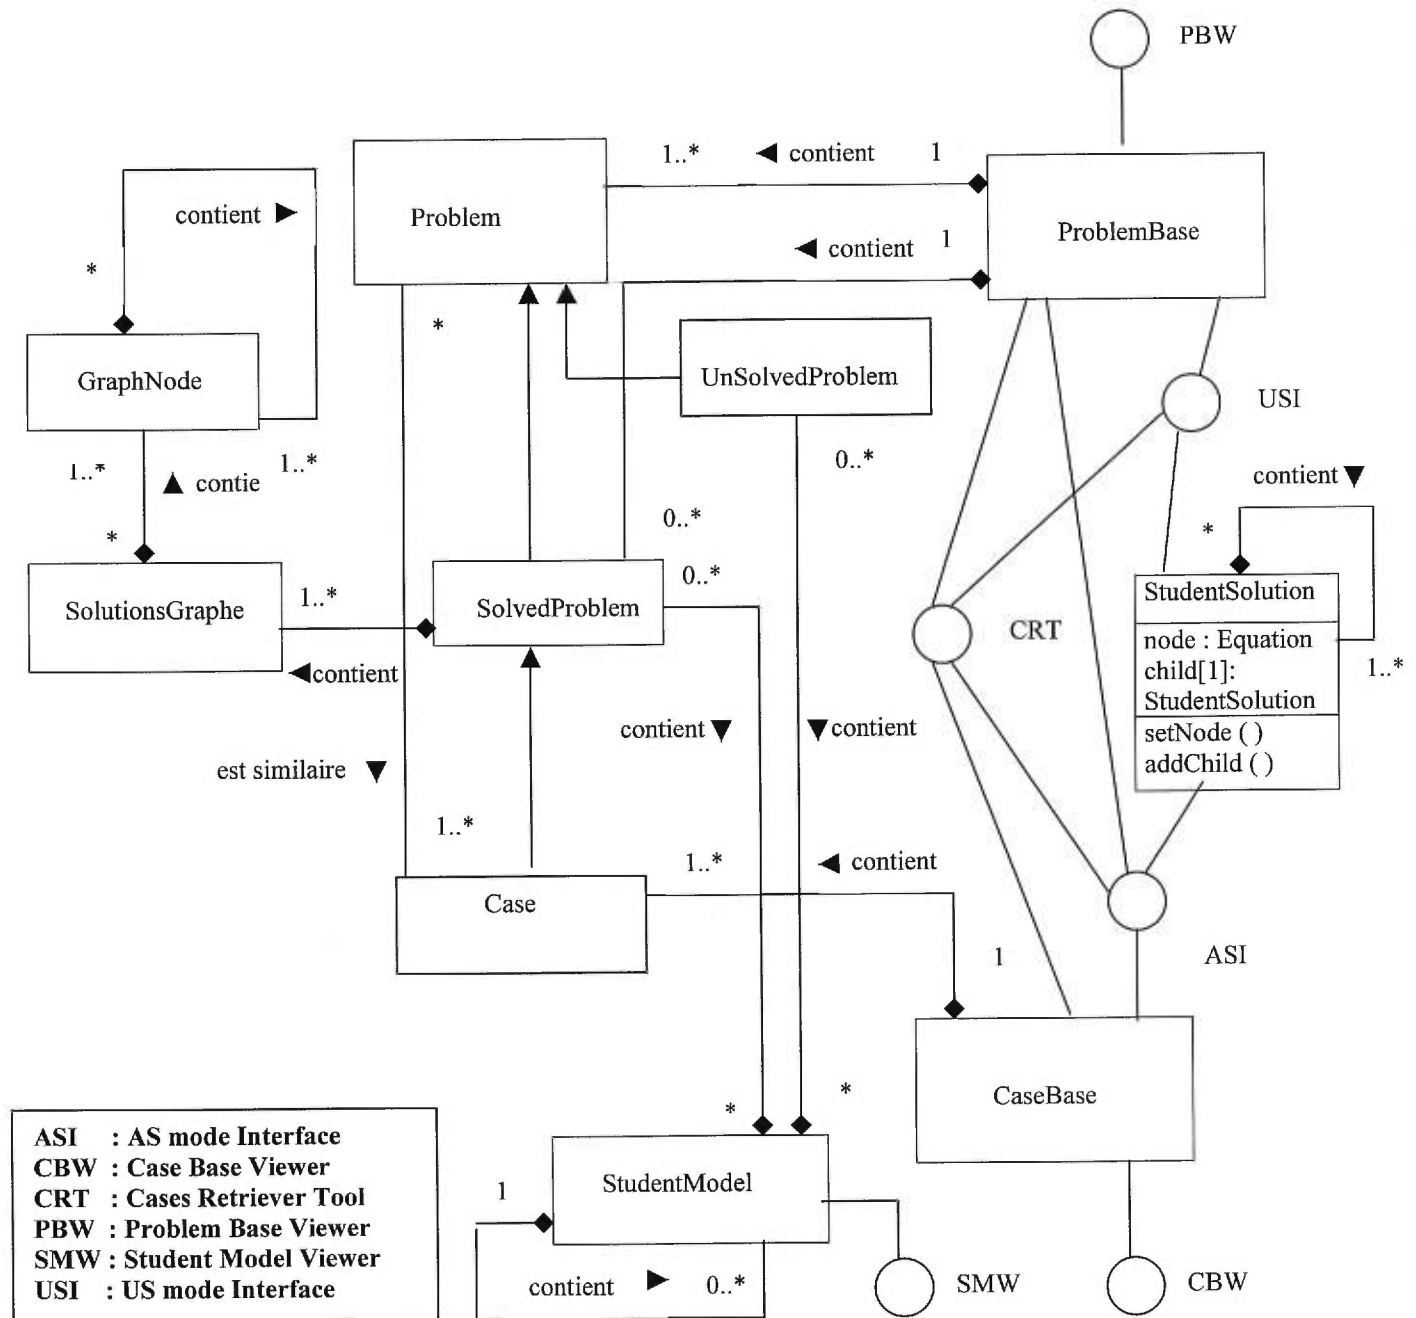 PBW
1..* ◄ contient 1
Problem
ProblemBase
contient ►
◄ contient 1
*
*
GraphNode
UnSolvedProblem
USI
1..*
1..*
▲ contie
0..*
contient ▼
*
*
0..*
0..*
SolutionsGraphe
1..*
SolvedProblem
◄contient
CRT
StudentSolution
node : Equation
child[1]:
StudentSolution
setNode ( )
addChild ( )
1..*
contient ▼
▼contient
est similaire ▼
1..*
1..*
◄ contient
Case
1
ASI
*
*
CaseBase
StudentModel
1
contient ►
0..*
SMW
CBW
ASI : AS mode Interface
CBW : Case Base Viewer
CRT : Cases Retriever Tool
PBW : Problem Base Viewer
SMW : Student Model Viewer
USI : US mode Interface